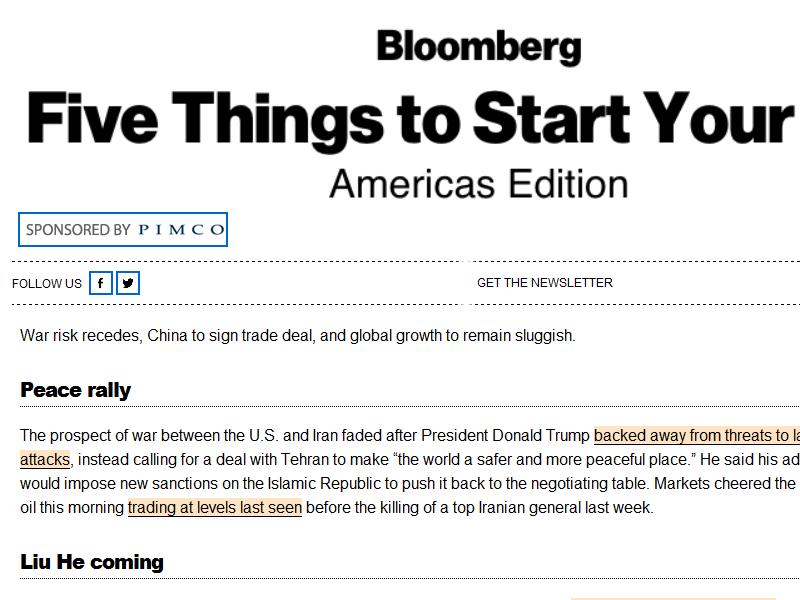 Bloomberg
Five Things to Start Your
Americas Edition
SPONSORED BY PIMCO
FOLLOW US
GET THE NEWSLETTER
War risk recedes, China to sign trade deal, and global growth to remain sluggish.
Peace rally
The prospect of war between the U.S. and Iran faded after President Donald Trump backed away from threats to la
attacks, instead calling for a deal with Tehran to make “the world a safer and more peaceful place.” He said his ad
would impose new sanctions on the Islamic Republic to push it back to the negotiating table. Markets cheered the
oil this morning trading at levels last seen before the killing of a top Iranian general last week.
Liu He coming